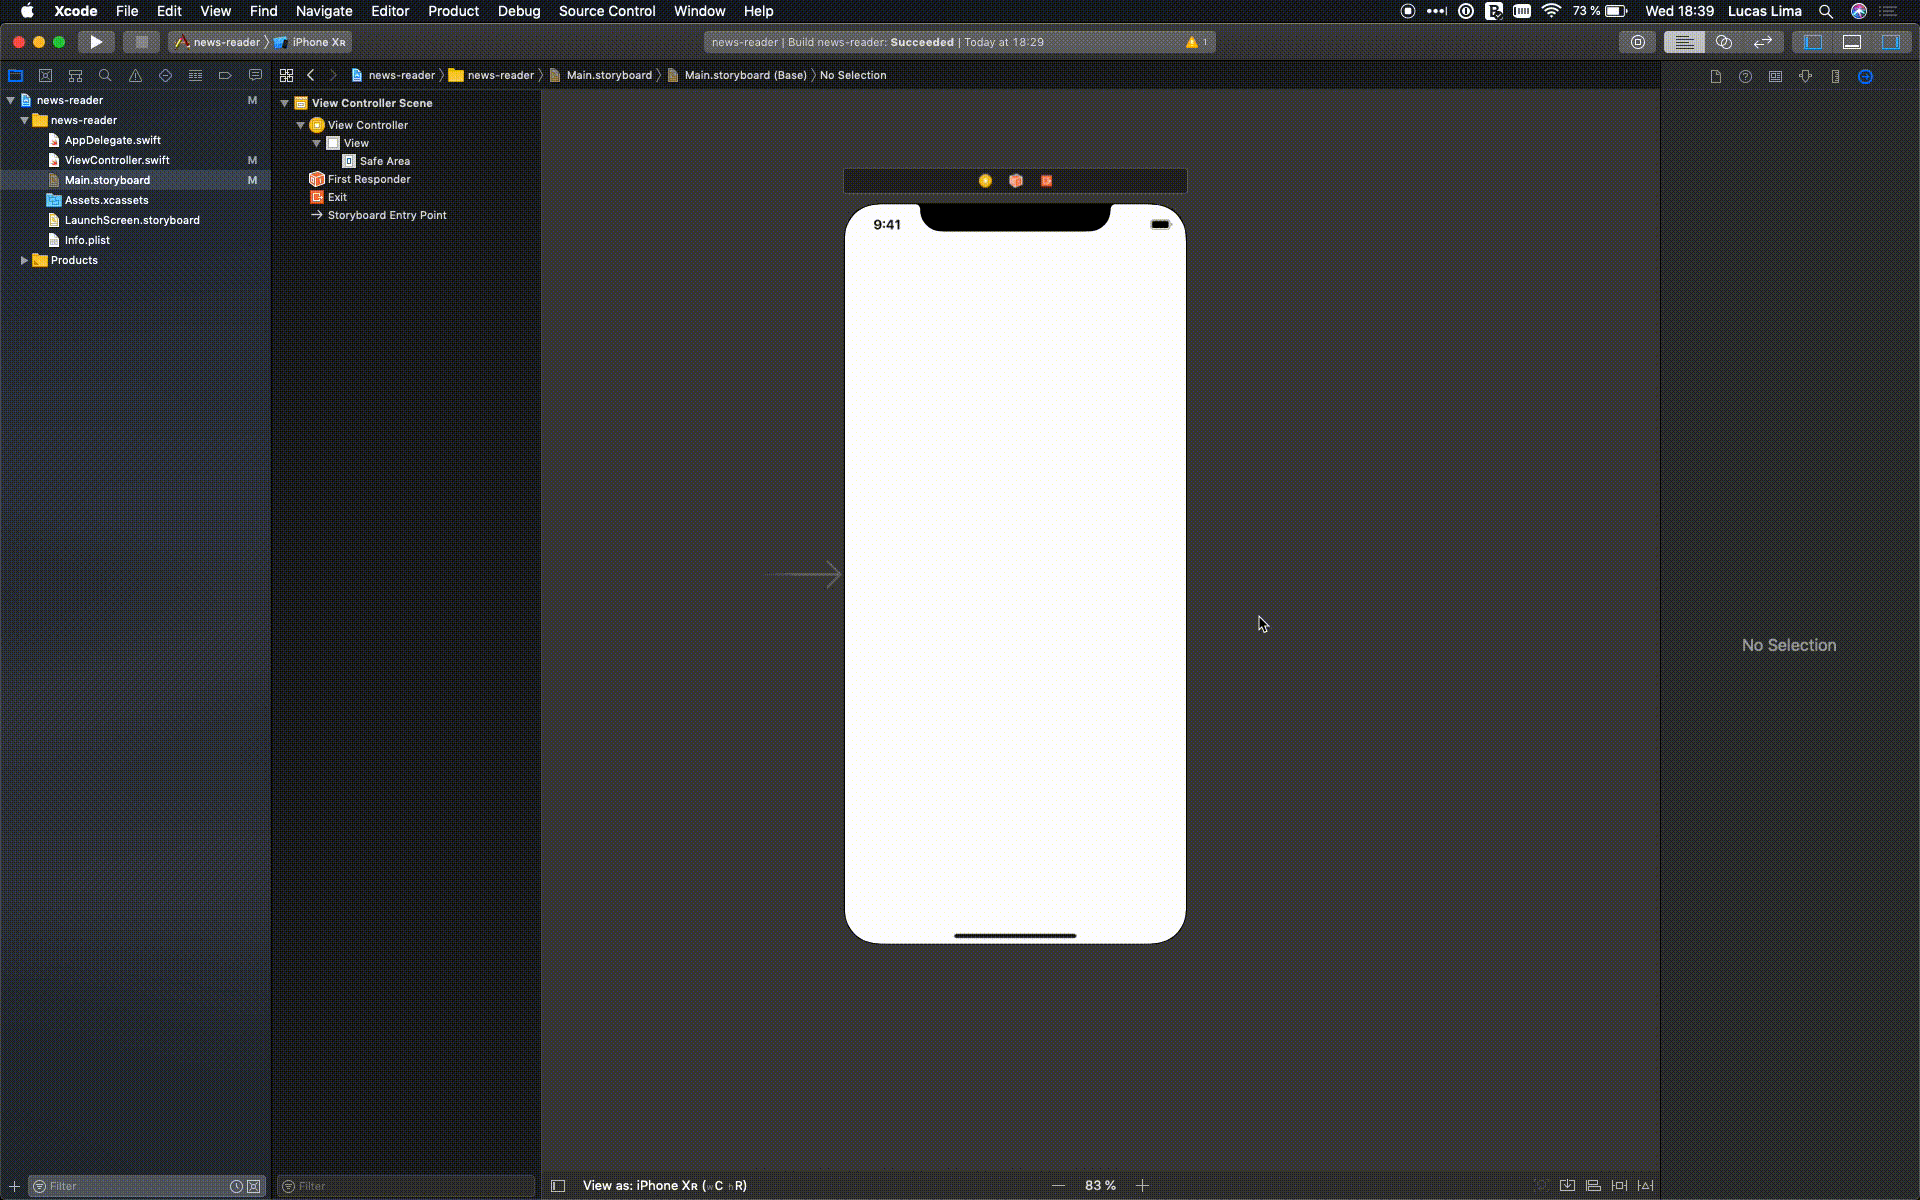 Xcode File Edit View Find Navigate Editor Product Debug Source Control Window Help 73 % Wed 18:39 Lucas Lima
news-reader iPhone XR news-reader | Build news-reader: Succeeded | Today at 18:29 1
news-reader news-reader Main.storyboard Main.storyboard (Base) No Selection
news-reader M
news-reader
AppDelegate.swift
ViewController.swift M
Main.storyboard M
Assets.xcassets
LaunchScreen.storyboard
Info.plist
Products
View Controller Scene
View Controller
View
Safe Area
First Responder
Exit
Storyboard Entry Point
9:41
No Selection
Filter
Filter
View as: iPhone XR (wC hR)
83 %